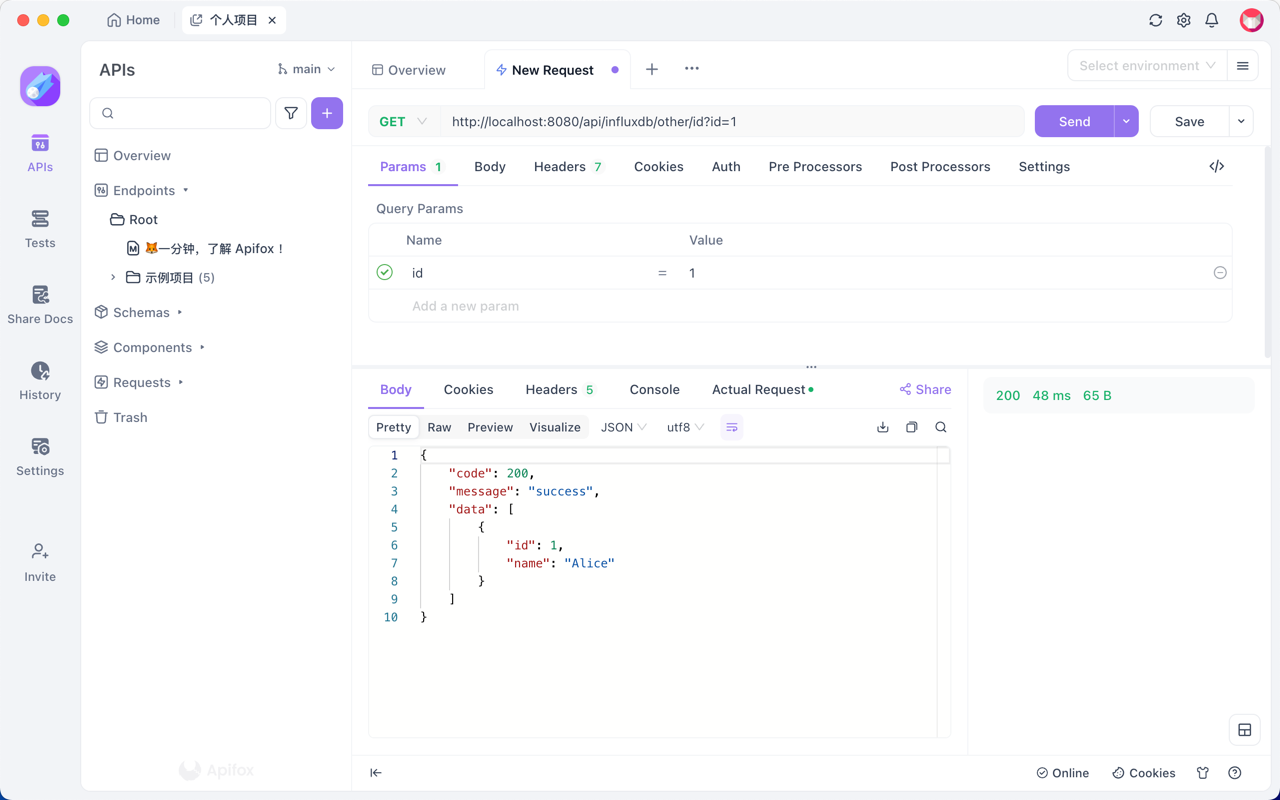 Home
个人项目
APIs
main
Overview
New Request
Select environment
GET
http://localhost:8080/api/influxdb/other/id?id=1
Send
Save
APIs
Tests
Share Docs
History
Settings
Invite
Overview
Endpoints
Root
🦊一分钟，了解 Apifox！
示例项目 (5)
Schemas
Components
Requests
Trash
Apifox
Params 1
Body
Headers 7
Cookies
Auth
Pre Processors
Post Processors
Settings
Query Params
Name Value
id = 1
Add a new param
Body
Cookies
Headers 5
Console
Actual Request
Share
200 48 ms 65 B
Pretty Raw Preview Visualize JSON utf8
1 {
2 "code": 200,
3 "message": "success",
4 "data": [
5 {
6 "id": 1,
7 "name": "Alice"
8 }
9 ]
10 }
Online
Cookies